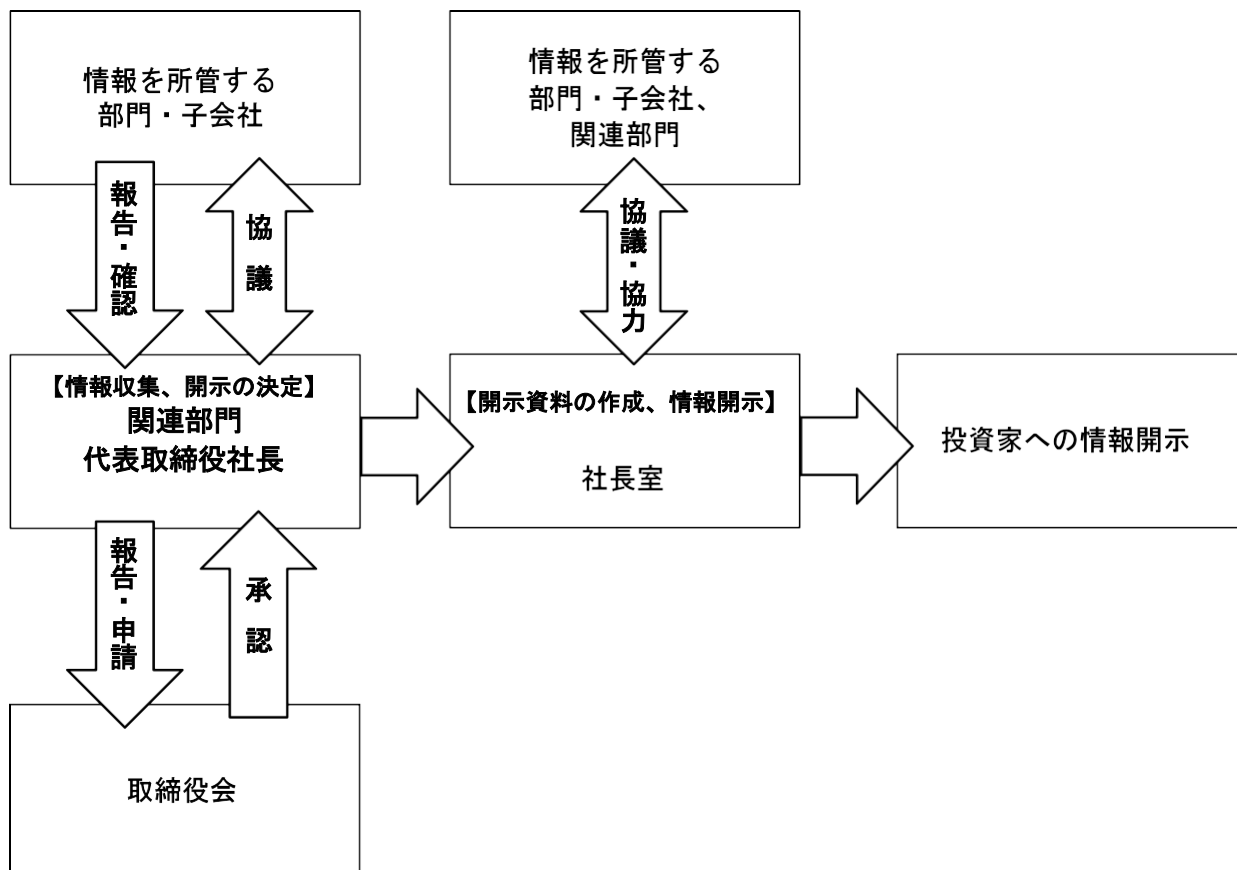 情報を所管する
部門・子会社
情報を所管する
部門・子会社、
関連部門
報告・確認
協議
協議・協力
【情報収集、開示の決定】
関連部門
代表取締役社長
【開示資料の作成、情報開示】
社長室
投資家への情報開示
報告・申請
承認
取締役会